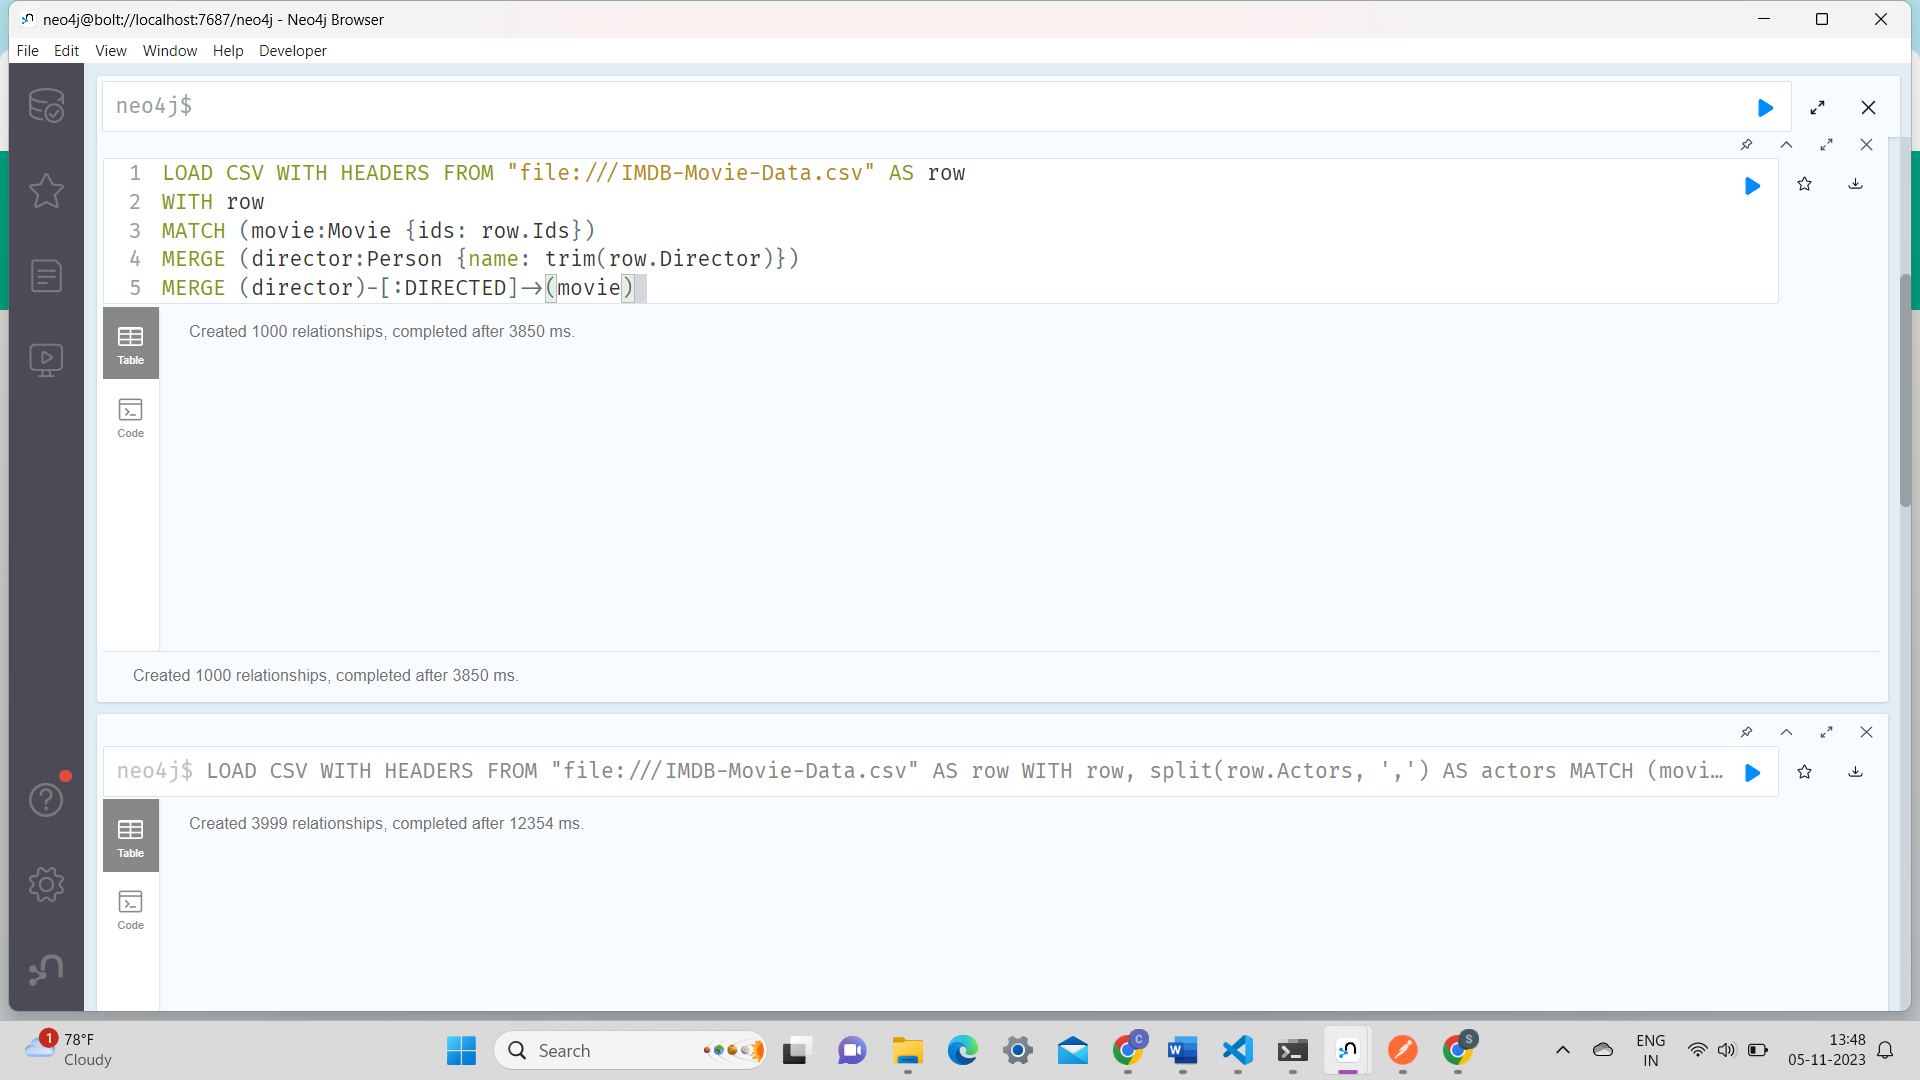 neo4j@bolt://localhost:7687/neo4j - Neo4j Browser
File Edit View Window Help Developer
neo4j$
1 LOAD CSV WITH HEADERS FROM "file:///IMDB-Movie-Data.csv" AS row
2 WITH row
3 MATCH (movie:Movie {ids: row.Ids})
4 MERGE (director:Person {name: trim(row.Director)})
5 MERGE (director)-[:DIRECTED]->(movie)
Table
Created 1000 relationships, completed after 3850 ms.
Code
Created 1000 relationships, completed after 3850 ms.
neo4j$ LOAD CSV WITH HEADERS FROM "file:///IMDB-Movie-Data.csv" AS row WITH row, split(row.Actors, ',') AS actors MATCH (movi…
Table
Created 3999 relationships, completed after 12354 ms.
Code
1
78°F
Cloudy
Search
C
W
S
ENG
IN
13:48
05-11-2023